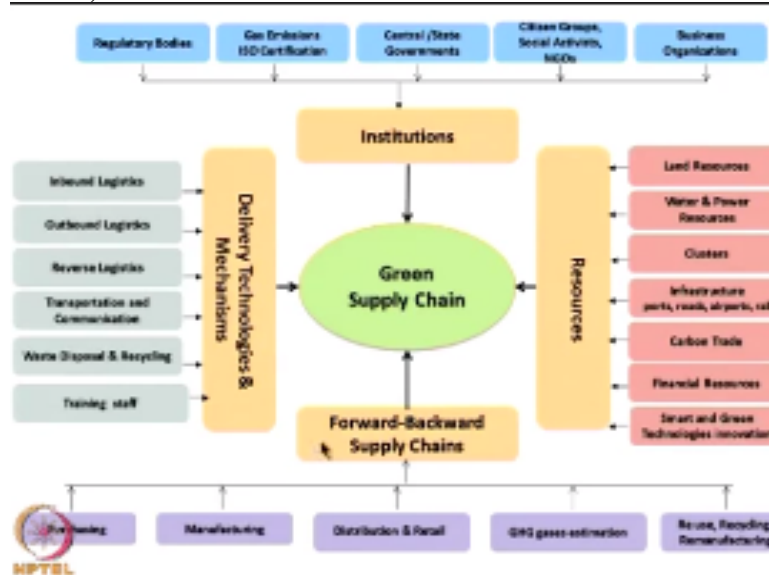 Regulatory Bodies
Gas Emissions
ISO Certification
Central /State
Governments
Citizen Groups,
Social Activists,
NGOs
Business
Organizations
Institutions
Inbound Logistics
Outbound Logistics
Reverse Logistics
Transportation and
Communication
Waste Disposal & Recycling
Training staff
Delivery Technologies &
Mechanisms
Green
Supply Chain
Resources
Land Resources
Water & Power
Resources
Clusters
Infrastructure
ports, roads, airports,
Carbon Trade
Financial Resources
Smart and Green
Technologies innovation
Forward-Backward
Supply Chains
Manufacturing
Distribution & Retail
GHG gases estimation
Re use, Recycling
Remanufacturing
NPTEL